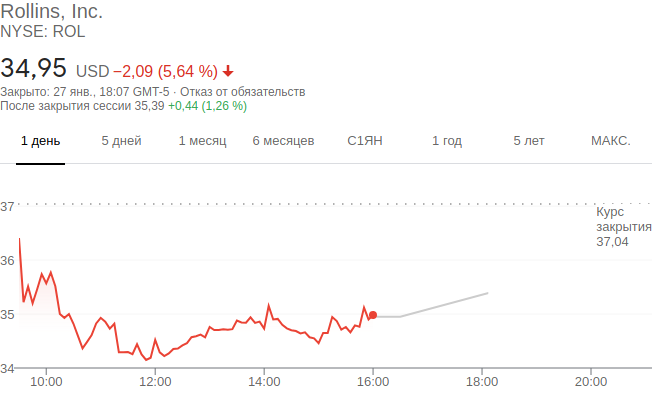 Rollins, Inc.
NYSE: ROL
34,95 USD −2,09 (5,64 %)
Закрыто: 27 янв., 18:07 GMT-5 · Отказ от обязательств
После закрытия сессии 35,39 +0,44 (1,26 %)
1 день 5 дней 1 месяц 6 месяцев С1ЯН 1 год 5 лет МАКС.
37
Курс
закрытия
37,04
36
35
34
10:00 12:00 14:00 16:00 18:00 20:00